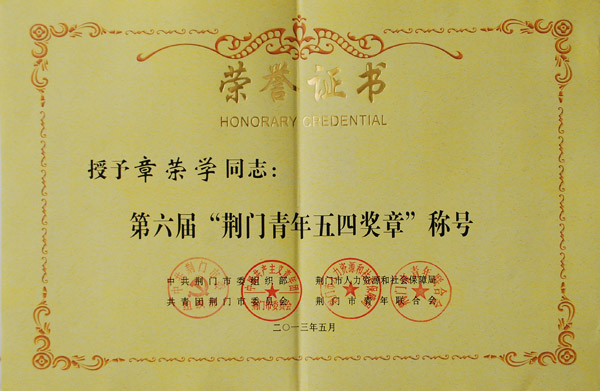 荣誉证书
HONORARY CREDENTIAL
授予章荣学同志：
第六届“荆门青年五四奖章”称号
中共荆门市委组织部 荆门市人力资源和社会保障局
共青团荆门市委员会 荆门市青年联合会
二〇一三年五月